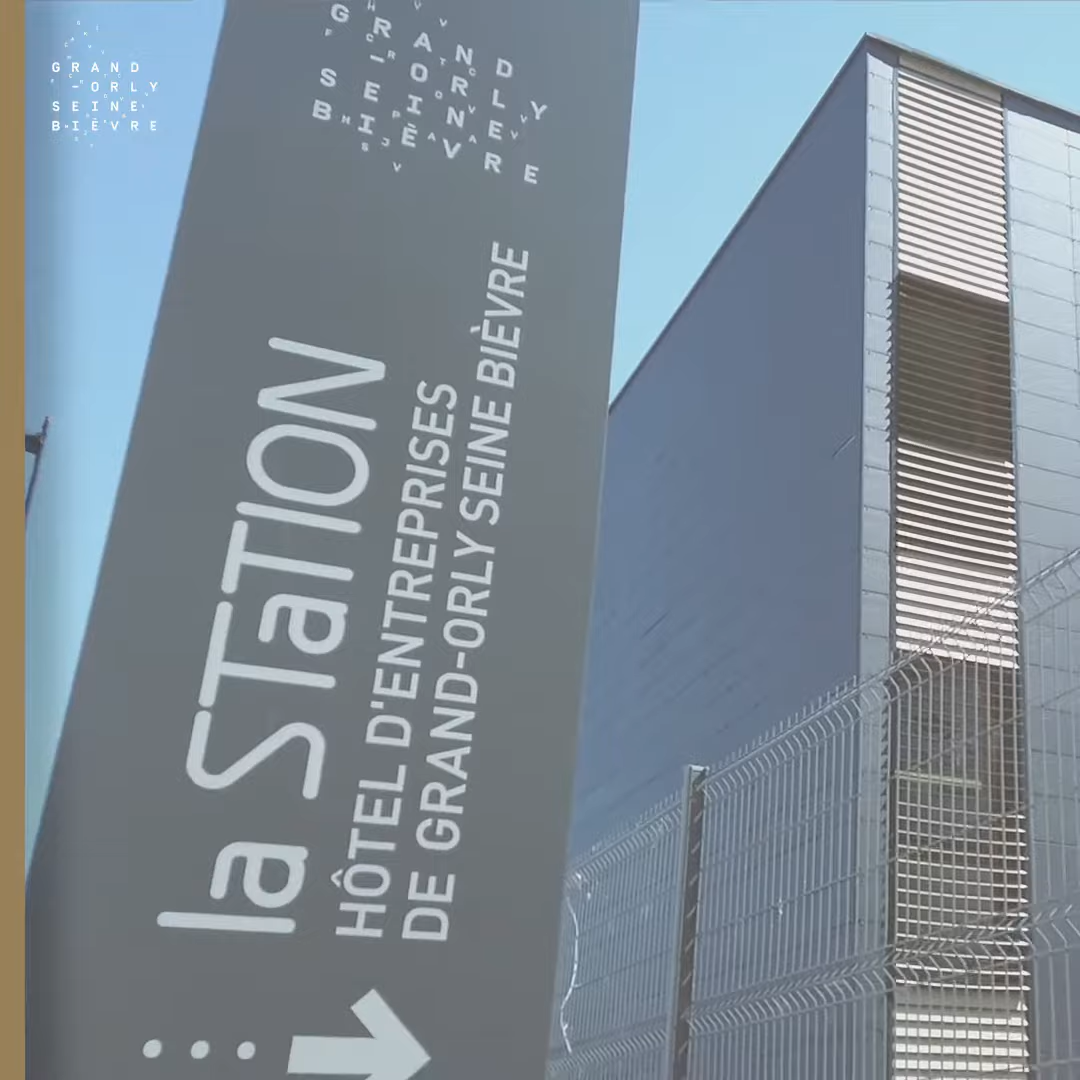 GRAND
-ORLY
SEINE
BIÈVRE
GRAND
-ORLY
SEINE
BIÈVRE
la STaTION
HÔTEL D'ENTREPRISES
DE GRAND-ORLY SEINE BIÈVRE